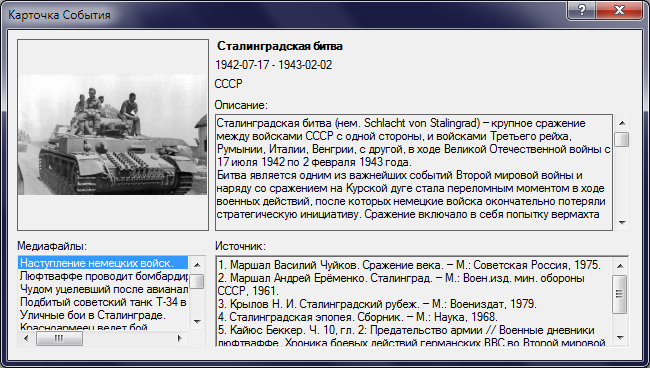 Карточка События
Сталинградская битва
1942-07-17 - 1943-02-02
СССР
Описание:
Сталинградская битва (нем. Schlacht von Stalingrad) – крупное сражение
между войсками СССР с одной стороны, и войсками Третьего рейха,
Румынии, Италии, Венгрии, с другой, в ходе Великой Отечественной войны с
17 июля 1942 по 2 февраля 1943 года.
Битва является одним из важнейших событий Второй мировой войны и
наряду со сражением на Курской дуге стала переломным моментом в ходе
военных действий, после которых немецкие войска окончательно потеряли
стратегическую инициативу. Сражение включало в себя попытку вермахта
Медиафайлы:
Наступление немецких войск.
Люфтваффе проводит бомбардир
Чудом уцелевший после авианал
Подбитый советский танк Т-34 в
Уличные бои в Сталинграде.
Красноармеец ведет бой
Источник:
1. Маршал Василий Чуйков. Сражение века. – М.: Советская Россия, 1975.
2. Маршал Андрей Ерёменко. Сталинград. – М.: Воен.изд. мин. обороны
СССР, 1961.
3. Крылов Н. И. Сталинградский рубеж. – М.: Воениздат, 1979.
4. Сталинградская эпопея. Сборник. – М.: Наука, 1968.
5. Кайюс Беккер. Ч. 10, гл. 2: Предательство армии // Военные дневники
люфтваффе. Хроника боевых действий германских ВВС во Второй мировой